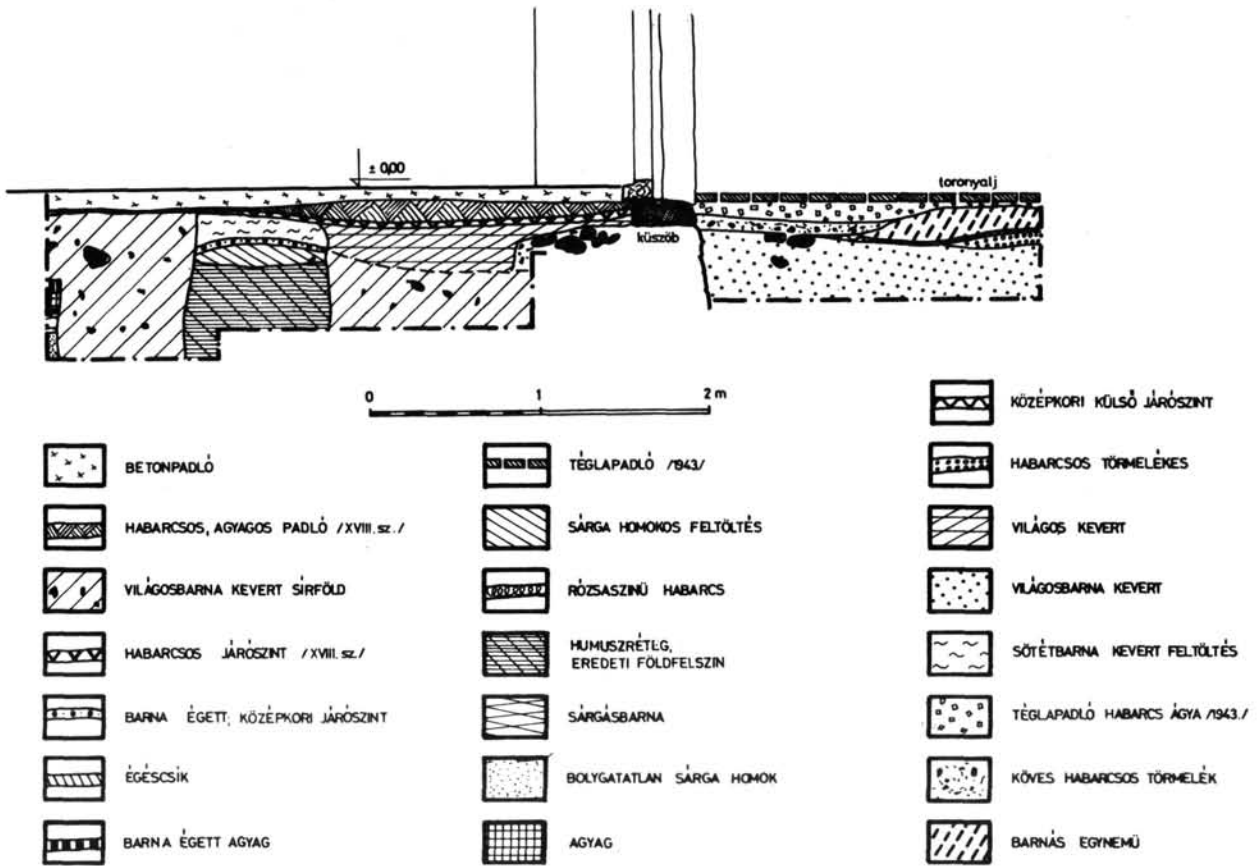 ± 0,00
toronyalj
küszöb
0 1 2 m
BETONPADLÓ
HABARCSOS, AGYAGOS PADLÓ /XVIII. sz./
VILÁGOSBARNA KEVERT SÍRFÖLD
HABARCSOS JÁRÓSZINT /XVIII. sz./
BARNA ÉGETT, KÖZÉPKORI JÁRÓSZINT
ÉGÉSCSÍK
BARNA ÉGETT AGYAG
TÉGLAPADLÓ /1943/
SÁRGA HOMOKOS FELTÖLTÉS
RÓZSASZINŰ HABARCS
HUMUSZRÉTEG,
EREDETI FÖLDFELSZIN
SÁRGÁSBARNA
BOLYGATATLAN SÁRGA HOMOK
AGYAG
KÖZÉPKORI KÜLSŐ JÁRÓSZINT
HABARCSOS TÖRMELÉKES
VILÁGOS KEVERT
VILÁGOSBARNA KEVERT
SÖTÉTBARNA KEVERT FELTÖLTÉS
TÉGLAPADLÓ HABARCS ÁGYA /1943./
KÖVES HABARCSOS TÖRMELÉK
BARNÁS EGYNEMŰ